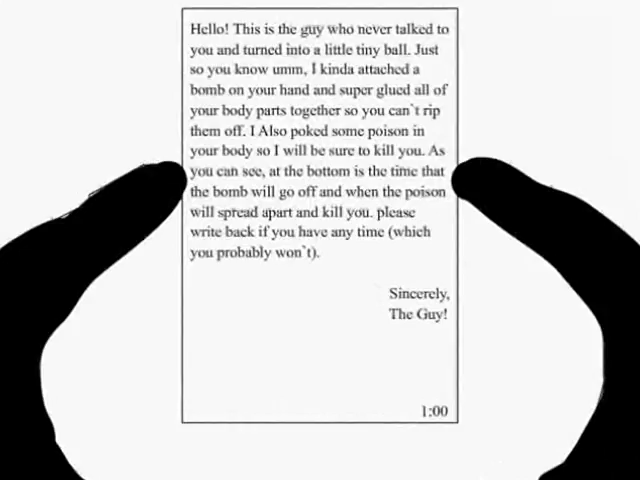 Hello! This is the guy who never talked to
you and turned into a little tiny ball. Just
so you know umm, I kinda attached a
bomb on your hand and super glued all of
your body parts together so you can`t rip
them off. I Also poked some poison in
your body so I will be sure to kill you. As
you can see, at the bottom is the time that
the bomb will go off and when the poison
will spread apart and kill you. please
write back if you have any time (which
you probably won`t).
Sincerely,
The Guy!
1:00